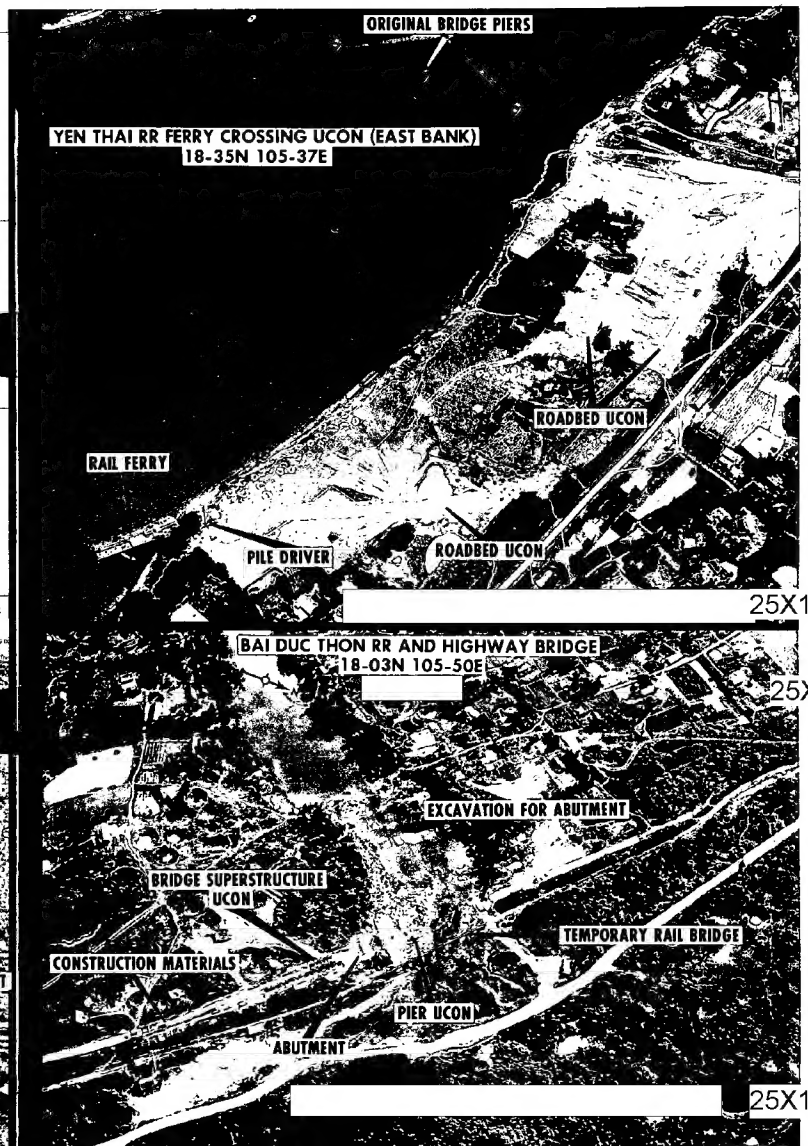 ORIGINAL BRIDGE PIERS
YEN THAI RR FERRY CROSSING UCON (EAST BANK)
18-35N 105-37E
ROADBED UCON
RAIL FERRY
PILE DRIVER
ROADBED UCON
25X1
BAI DUC THON RR AND HIGHWAY BRIDGE
18-03N 105-50E
25X
EXCAVATION FOR ABUTMENT
BRIDGE SUPERSTRUCTURE
UCON
TEMPORARY RAIL BRIDGE
CONSTRUCTION MATERIALS
PIER UCON
ABUTMENT
25X1